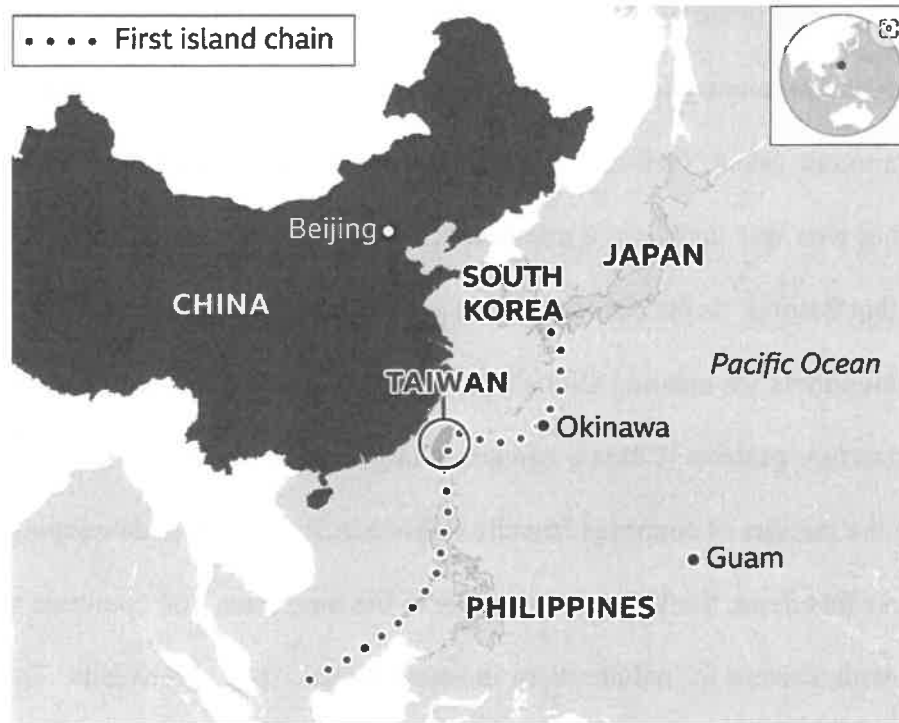 First island chain
Beijing
JAPAN
SOUTH
KOREA
CHINA
Pacific Ocean
TAIWAN
Okinawa
Guam
PHILIPPINES